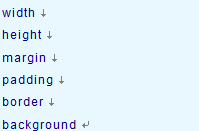 width ↓
height ↓
margin ↓
padding ↓
border ↓
background ↵